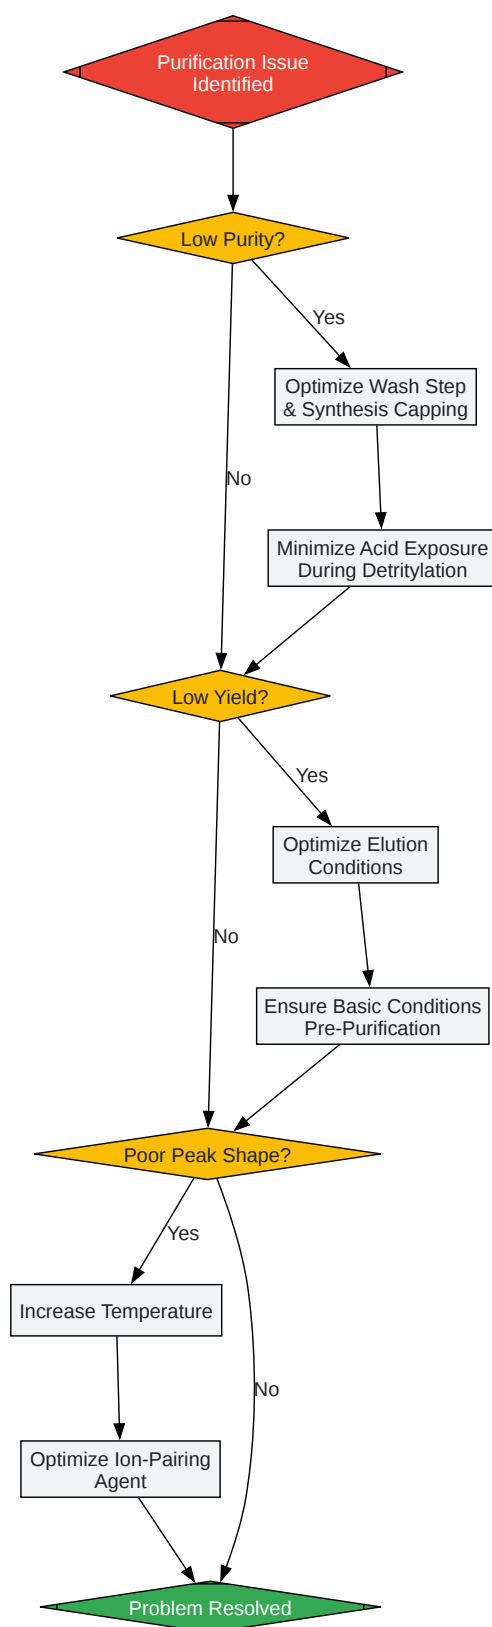 Purification Issue
Identified
Low Purity?
Yes
Optimize Wash Step
& Synthesis Capping
No
Minimize Acid Exposure
During Detritylation
Low Yield?
Yes
Optimize Elution
Conditions
No
Ensure Basic Conditions
Pre-Purification
Poor Peak Shape?
Yes
Increase Temperature
No
Optimize Ion-Pairing
Agent
Problem Resolved